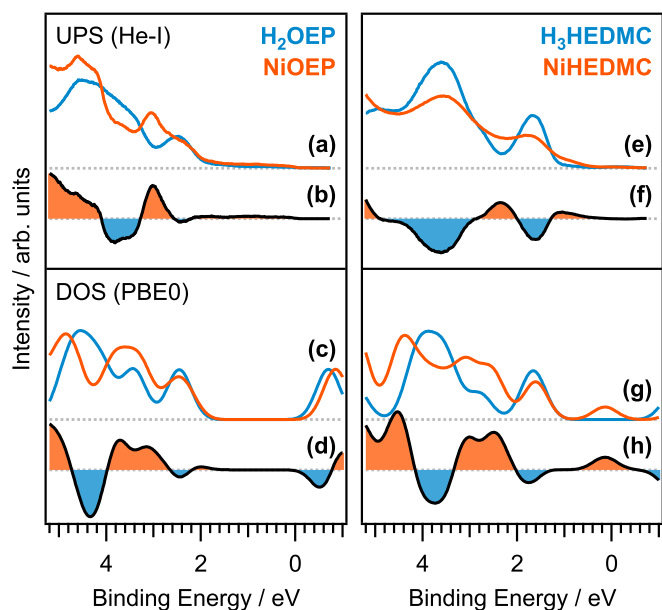 UPS (He-I)
H₂OEP
NiOEP
H₃HEDMC
NiHEDMC
(a)
(e)
(b)
(f)
DOS (PBE0)
(c)
(g)
(d)
(h)
Intensity / arb. units
4 2 0
4 2 0
Binding Energy / eV
Binding Energy / eV